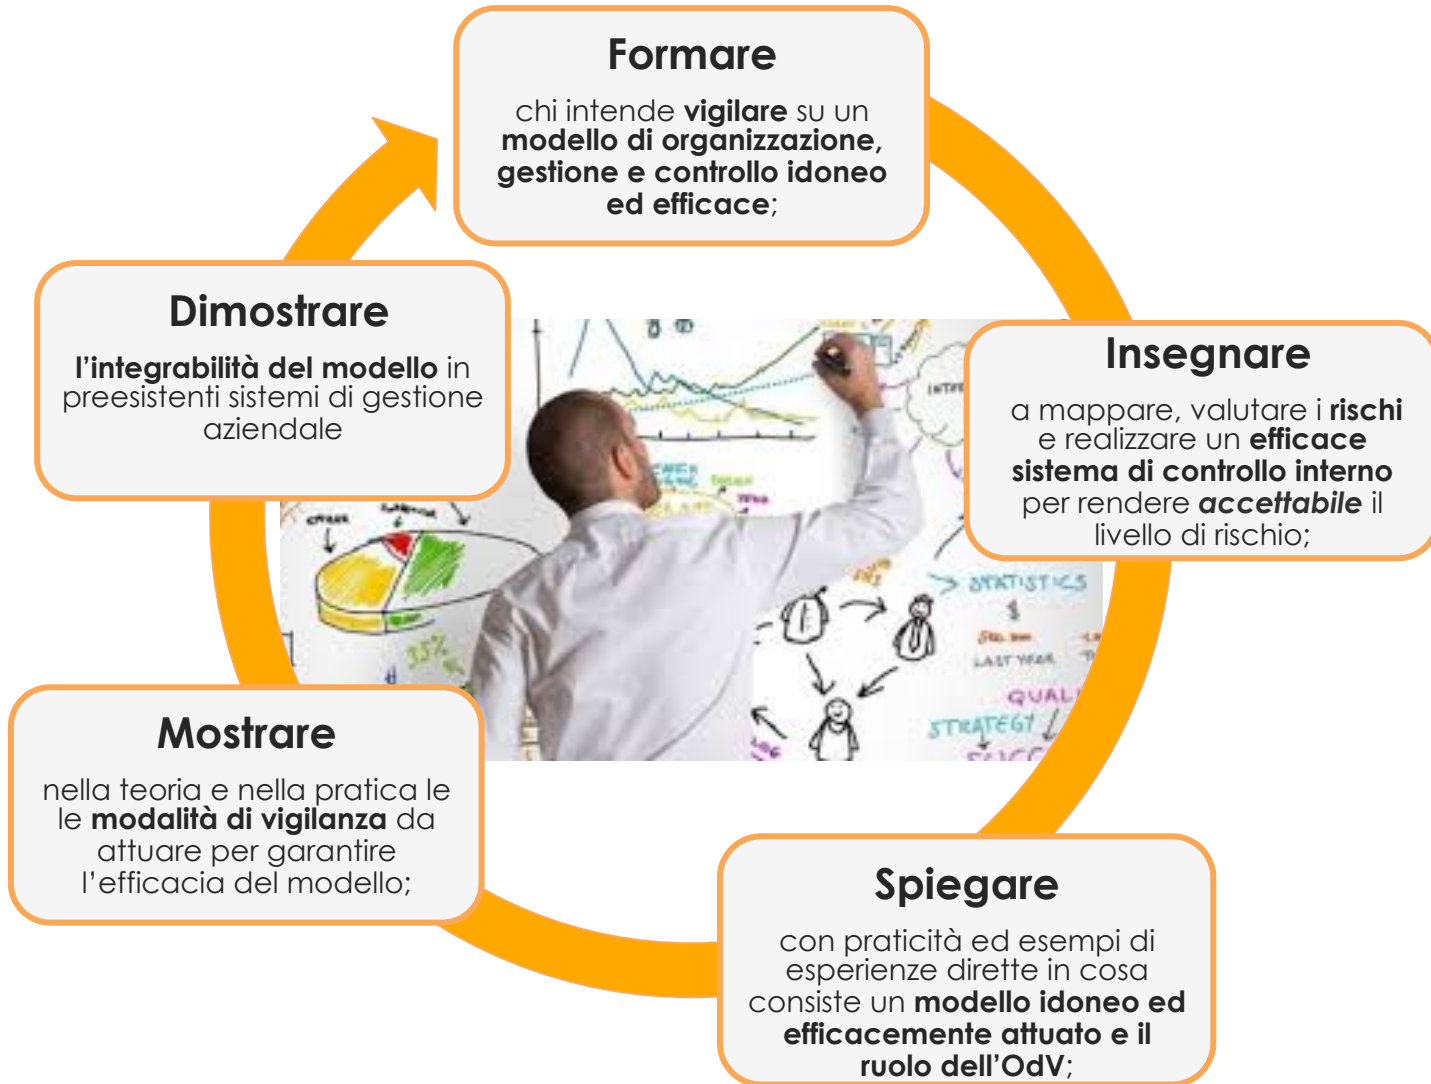 Formare
chi intende vigilare su un
modello di organizzazione,
gestione e controllo idoneo
ed efficace;
Insegnare
a mappare, valutare i rischi
e realizzare un efficace
sistema di controllo interno
per rendere accettabile il
livello di rischio;
Spiegare
con praticità ed esempi di
esperienze dirette in cosa
consiste un modello idoneo ed
efficacemente attuato e il
ruolo dell'OdV;
Mostrare
nella teoria e nella pratica le
le modalità di vigilanza da
attuare per garantire
l'efficacia del modello;
Dimostrare
l'integrabilità del modello in
preesistenti sistemi di gestione
aziendale
STATISTICS
$
LAST YEAR
QUALI
STRATEGY
35%